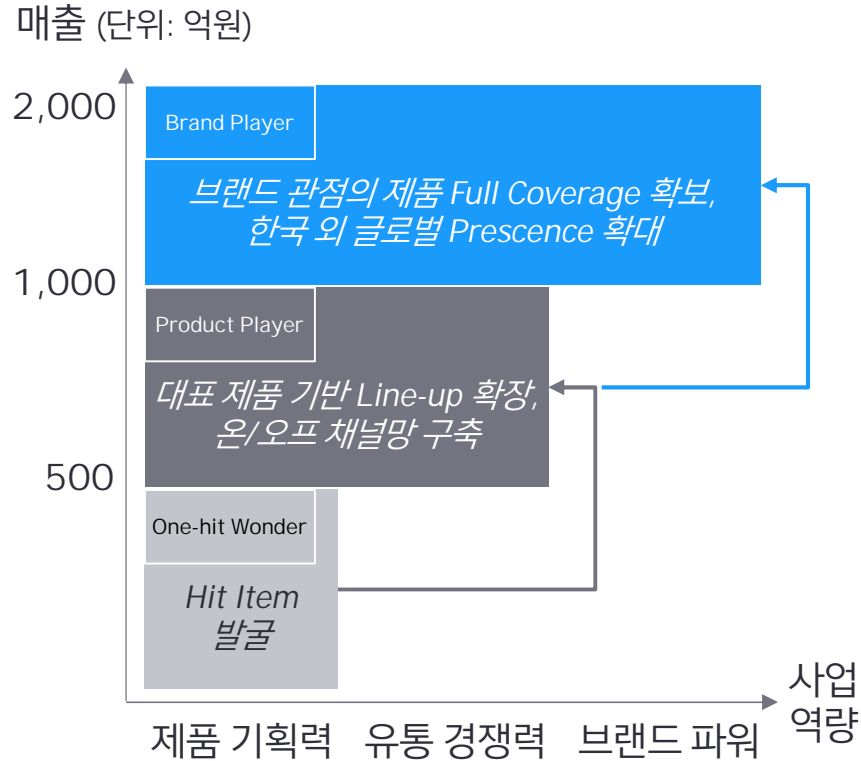 매출 (단위: 억원)
2,000
Brand Player
브랜드 관점의 제품 Full Coverage 확보,
한국 외 글로벌 Prescence 확대
1,000
Product Player
대표 제품 기반 Line-up 확장,
온/오프 채널망 구축
500
One-hit Wonder
Hit Item
발굴
사업
역량
제품 기획력 유통 경쟁력 브랜드 파워